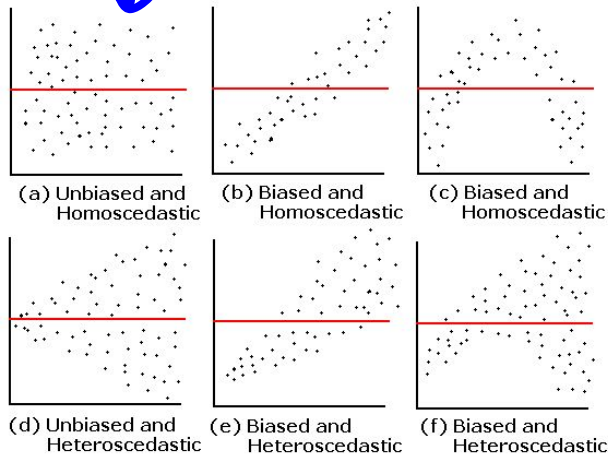 (a) Unbiased and
Homoscedastic
(b) Biased and
Homoscedastic
(c) Biased and
Homoscedastic
(d) Unbiased and
Heteroscedastic
(e) Biased and
Heteroscedastic
(f) Biased and
Heteroscedastic